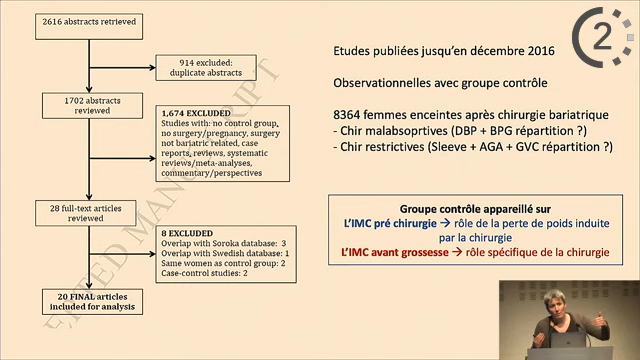 2616 abstracts retrieved
914 excluded:
duplicate abstracts
1702 abstracts
reviewed
1,674 EXCLUDED
Studies with: no control group,
no surgery/pregnancy, surgery
not bariatric related, case
reports, reviews, systematic
reviews/meta-analyses,
commentary/perspectives
28 full-text articles
reviewed
8 EXCLUDED
Overlap with Soroka database: 3
Overlap with Swedish database: 1
Same women as control group: 2
Case-control studies: 2
20 FINAL articles
included for analysis
2
Etudes publiées jusqu'en décembre 2016
Observationnelles avec groupe contrôle
8364 femmes enceintes après chirurgie bariatrique
- Chir malabsoprtives (DBP + BPG répartition ?)
- Chir restrictives (Sleeve + AGA + GVC répartition ?)
Groupe contrôle appareillé sur
L'IMC pré chirurgie → rôle de la perte de poids induite
par la chirurgie
L'IMC avant grossesse → rôle spécifique de la chirurgie